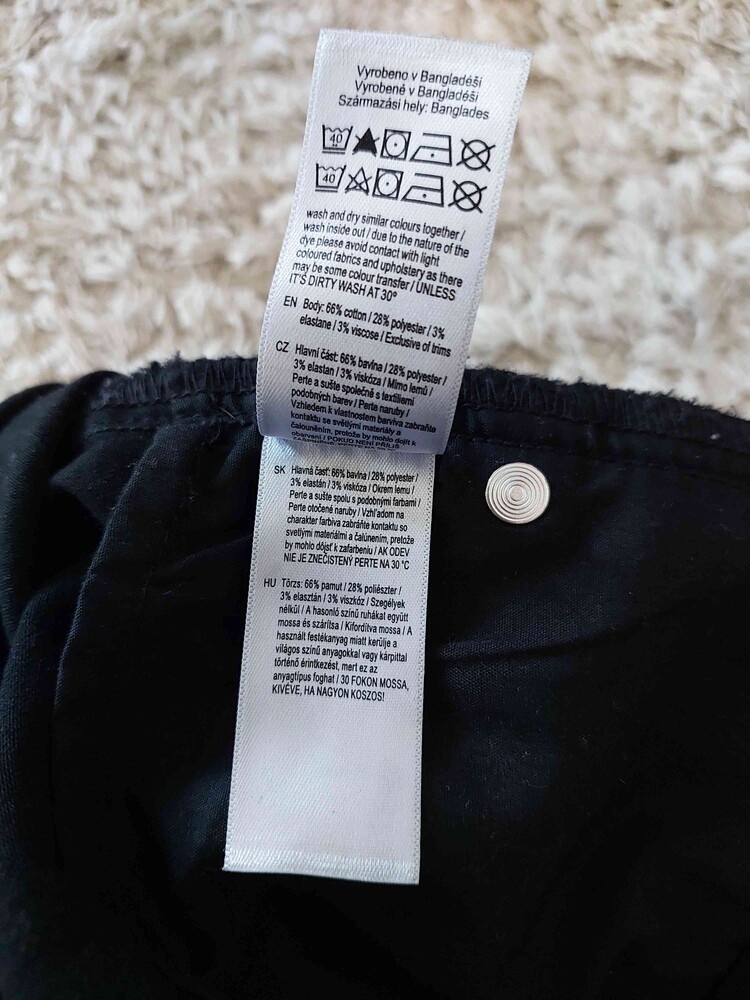 Vyrobeno v Bangladéši
Vyrobené v Bangladéši
Származási hely: Banglades
40
40
wash and dry similar colours together /
wash inside out / due to the nature of the
dye please avoid contact with light
coloured fabrics and upholstery as there
may be some colour transfer / UNLESS
IT'S DIRTY WASH AT 30°
EN Body: 66% cotton / 28% polyester / 3%
elastane / 3% viscose / Exclusive of trims
CZ Hlavní část: 66% bavlna / 28% polyester /
3% elastan / 3% viskóza / Mimo lemů /
Perte a sušte společně s textiliemi
podobných barev / Perte naruby /
Vzhledem k vlastnostem barviva zabraňte
kontaktu se světlými materiály a
čalouněním, protože by mohlo dojít k
obarvení / POKUD NENÍ PŘÍLIŠ
SK Hlavná časť: 66% bavlna / 28% polyester /
3% elastán / 3% viskóza / Okrem lemu /
Perte a sušte spolu s podobnými farbami /
Perte otočené naruby / Vzhľadom na
charakter farbiva zabráňte kontaktu so
svetlými materiálmi a čalúnením, pretože
by mohlo dôjsť k zafarbeniu / AK ODEV
NIE JE ZNEČISTENÝ PERTE NA 30 °C
HU Törzs: 66% pamut / 28% poliészter /
3% elasztán / 3% viszkóz / Szegélyek
nélkül / A hasonló színű ruhákat együtt
mossa és szárítsa / Kifordítva mossa / A
használt festékanyag miatt kerülje a
világos színű anyagokkal vagy kárpittal
történő érintkezést, mert ez az
anyagtípus foghat / 30 FOKON MOSSA,
KIVÉVE, HA NAGYON KOSZOS!